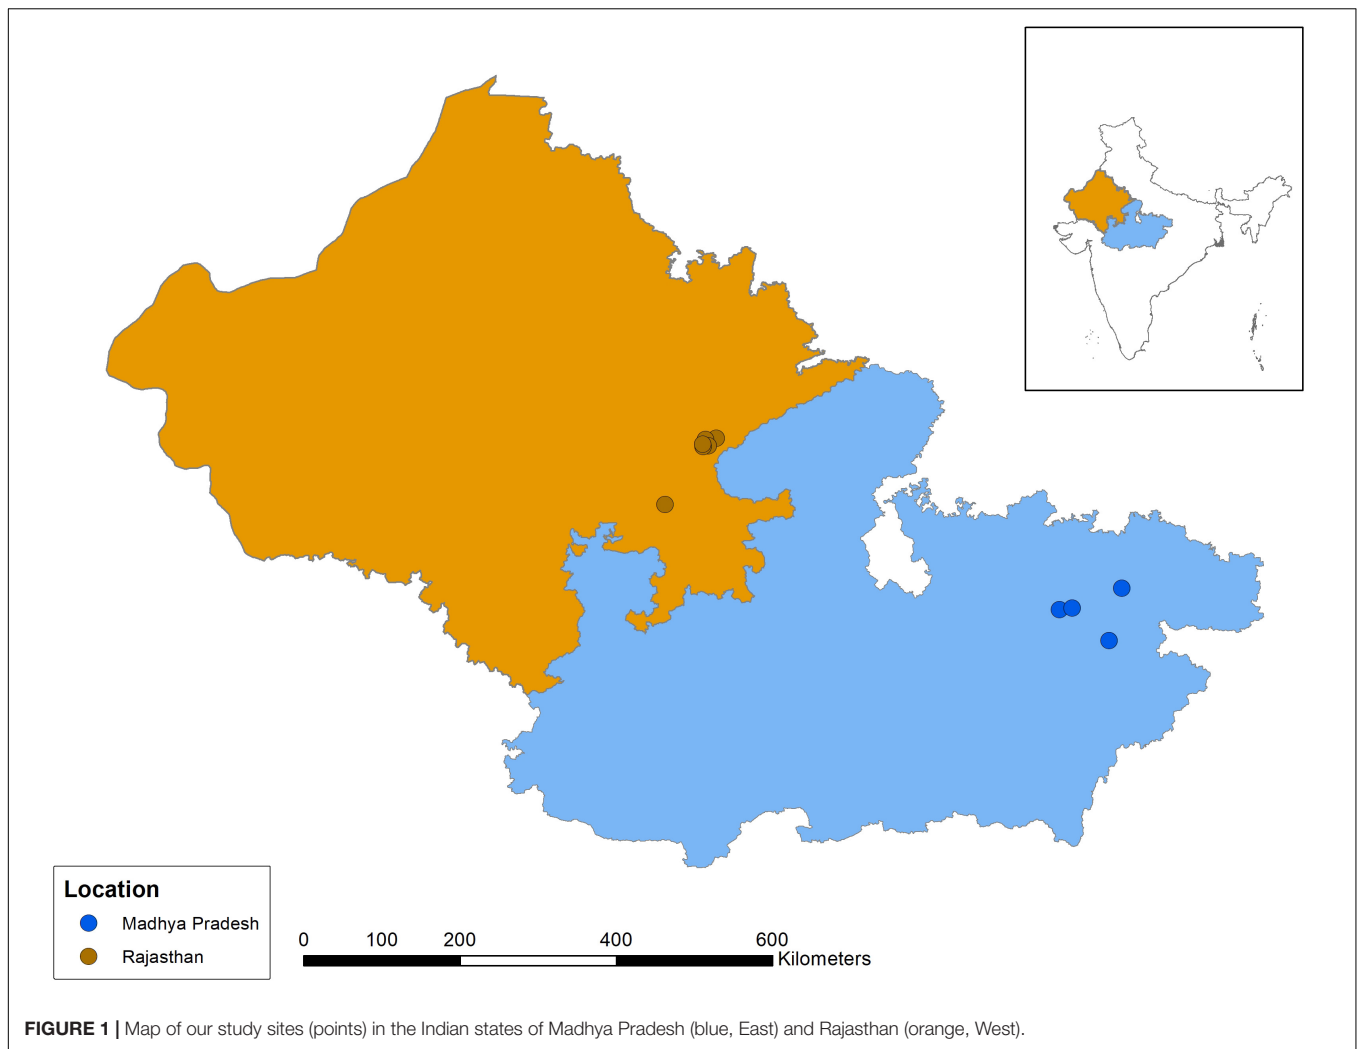 Location
Madhya Pradesh
Rajasthan
0 100 200 400 600
Kilometers
FIGURE 1 | Map of our study sites (points) in the Indian states of Madhya Pradesh (blue, East) and Rajasthan (orange, West).